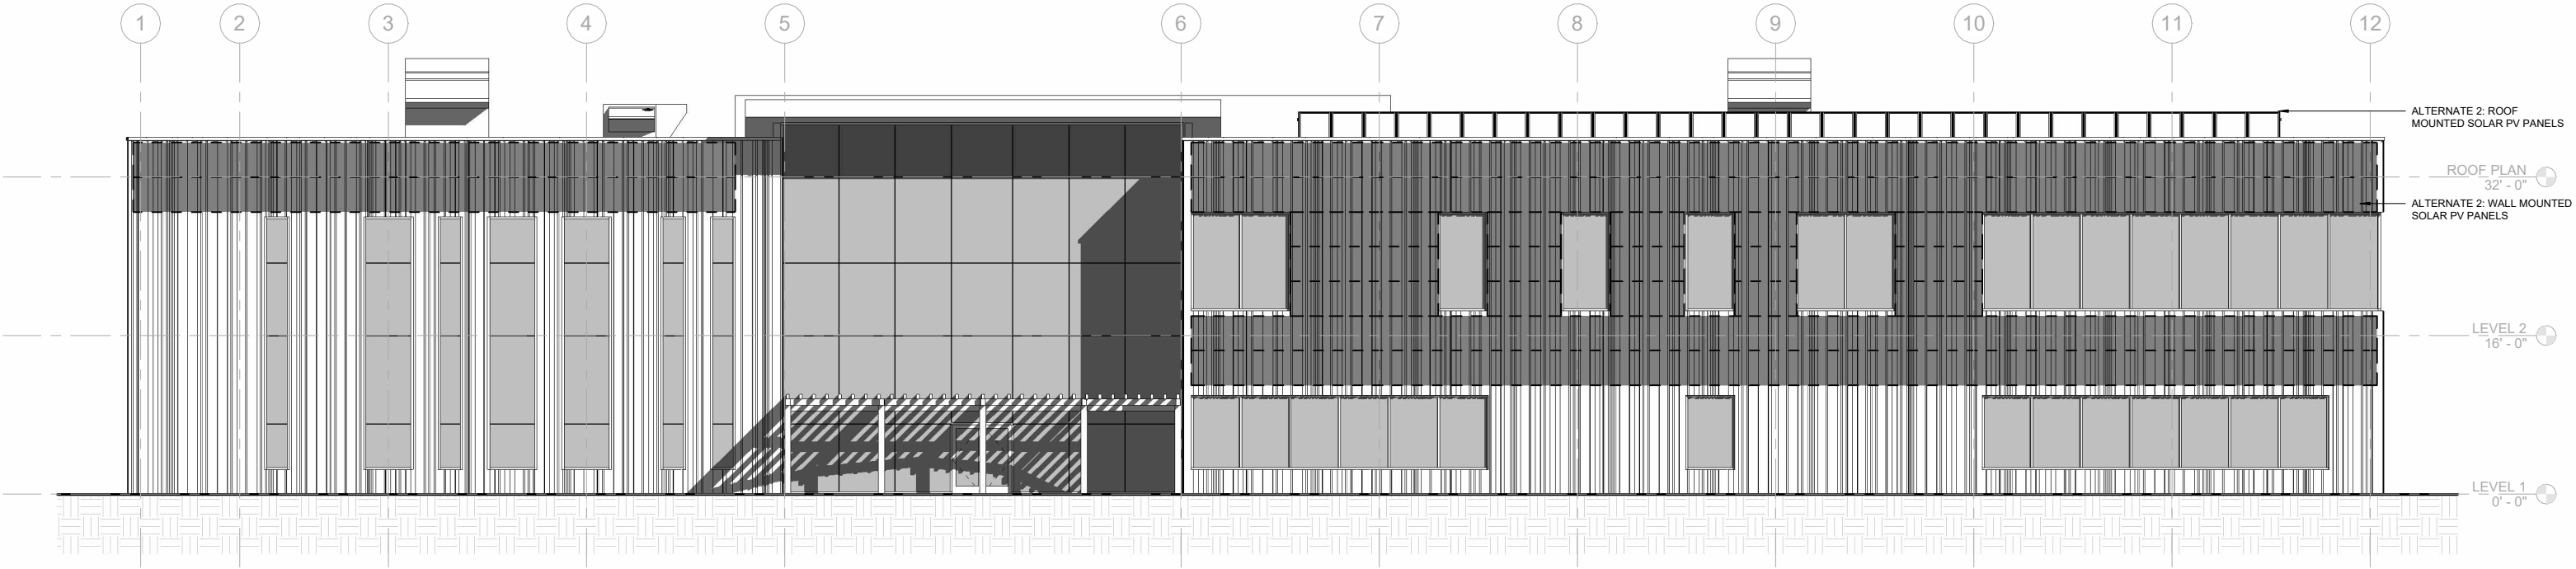 1 2 3 4 5 6 7 8 9 10 11 12
ALTERNATE 2: ROOF
MOUNTED SOLAR PV PANELS
ROOF PLAN
32' - 0"
ALTERNATE 2: WALL MOUNTED
SOLAR PV PANELS
LEVEL 2
16' - 0"
LEVEL 1
0' - 0"